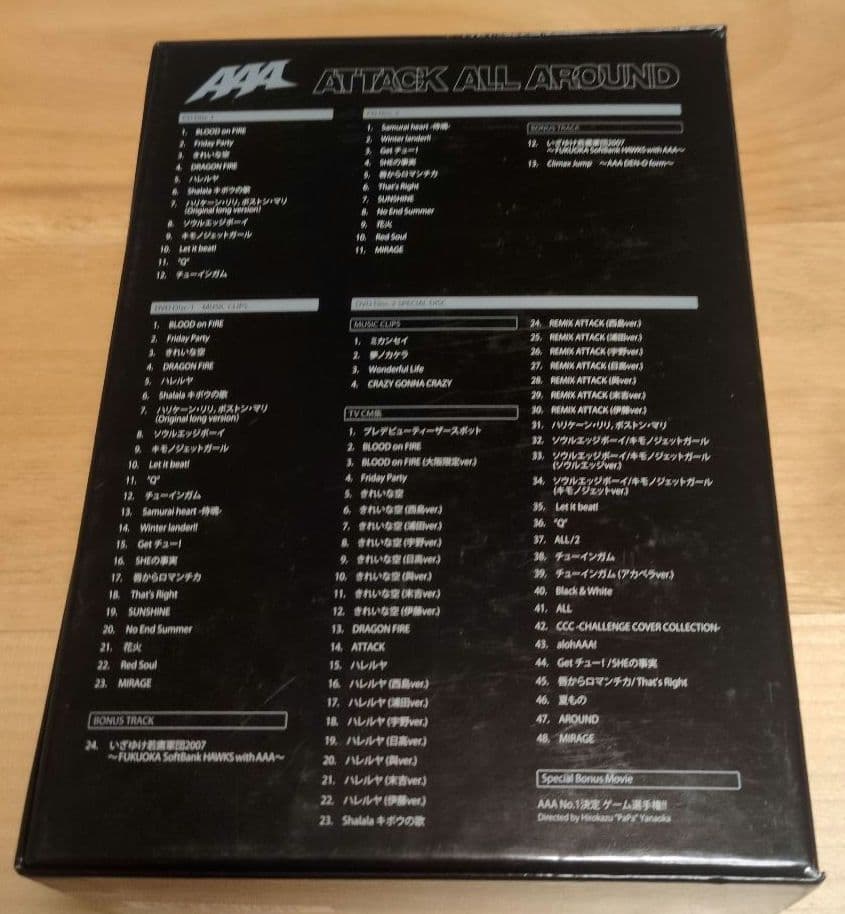 AAA ATTACK ALL AROUND
CD Disc 1
1. BLOOD on FIRE
2. Friday Party
3. きれいな空
4. DRAGON FIRE
5. ハレルヤ
6. Shalala キボウの歌
7. ハリケーン・リリ, ボストン・マリ
(Original long version)
8. ソウルエッジボーイ
9. キモノジェットガール
10. Let it beat!
11. "Q"
12. チューインガム
CD Disc 2
1. Samurai heart -侍魂-
2. Winter lander!!
3. Get チュー!
4. SHEの事実
5. 唇からロマンチカ
6. That's Right
7. SUNSHINE
8. No End Summer
9. 花火
10. Red Soul
11. MIRAGE
BONUS TRACK
12. いざゆけ若鷹軍団2007
〜FUKUOKA SoftBank HAWKS with AAA〜
13. Climax Jump 〜AAA DEN-O form〜
DVD Disc 1 MUSIC CLIPS
1. BLOOD on FIRE
2. Friday Party
3. きれいな空
4. DRAGON FIRE
5. ハレルヤ
6. Shalala キボウの歌
7. ハリケーン・リリ, ボストン・マリ
(Original long version)
8. ソウルエッジボーイ
9. キモノジェットガール
10. Let it beat!
11. "Q"
12. チューインガム
13. Samurai heart -侍魂-
14. Winter lander!!
15. Get チュー!
16. SHEの事実
17. 唇からロマンチカ
18. That's Right
19. SUNSHINE
20. No End Summer
21. 花火
22. Red Soul
23. MIRAGE
BONUS TRACK
24. いざゆけ若鷹軍団2007
〜FUKUOKA SoftBank HAWKS with AAA〜
DVD Disc 2 SPECIAL DISC
MUSIC CLIPS
1. ミカンセイ
2. 夢ノカケラ
3. Wonderful Life
4. CRAZY GONNA CRAZY
TV CM集
1. プレデビューティーザースポット
2. BLOOD on FIRE
3. BLOOD on FIRE (大阪限定ver.)
4. Friday Party
5. きれいな空
6. きれいな空 (西島ver.)
7. きれいな空 (浦田ver.)
8. きれいな空 (宇野ver.)
9. きれいな空 (日高ver.)
10. きれいな空 (與ver.)
11. きれいな空 (末吉ver.)
12. きれいな空 (伊藤ver.)
13. DRAGON FIRE
14. ATTACK
15. ハレルヤ
16. ハレルヤ (西島ver.)
17. ハレルヤ (浦田ver.)
18. ハレルヤ (宇野ver.)
19. ハレルヤ (日高ver.)
20. ハレルヤ (與ver.)
21. ハレルヤ (末吉ver.)
22. ハレルヤ (伊藤ver.)
23. Shalala キボウの歌
24. REMIX ATTACK (西島ver.)
25. REMIX ATTACK (浦田ver.)
26. REMIX ATTACK (宇野ver.)
27. REMIX ATTACK (日高ver.)
28. REMIX ATTACK (與ver.)
29. REMIX ATTACK (末吉ver.)
30. REMIX ATTACK (伊藤ver.)
31. ハリケーン・リリ, ボストン・マリ
32. ソウルエッジボーイ/キモノジェットガール
33. ソウルエッジボーイ/キモノジェットガール
(ソウルエッジver.)
34. ソウルエッジボーイ/キモノジェットガール
(キモノジェットver.)
35. Let it beat!
36. "Q"
37. ALL/2
38. チューインガム
39. チューインガム (アカペラver.)
40. Black & White
41. ALL
42. CCC -CHALLENGE COVER COLLECTION-
43. alohAAA!
44. Get チュー! /SHEの事実
45. 唇からロマンチカ/ That's Right
46. 夏もの
47. AROUND
48. MIRAGE
Special Bonus Movie
AAA No.1決定 ゲーム選手権!!
Directed by Hirokazu "PaPa" Yanaoka